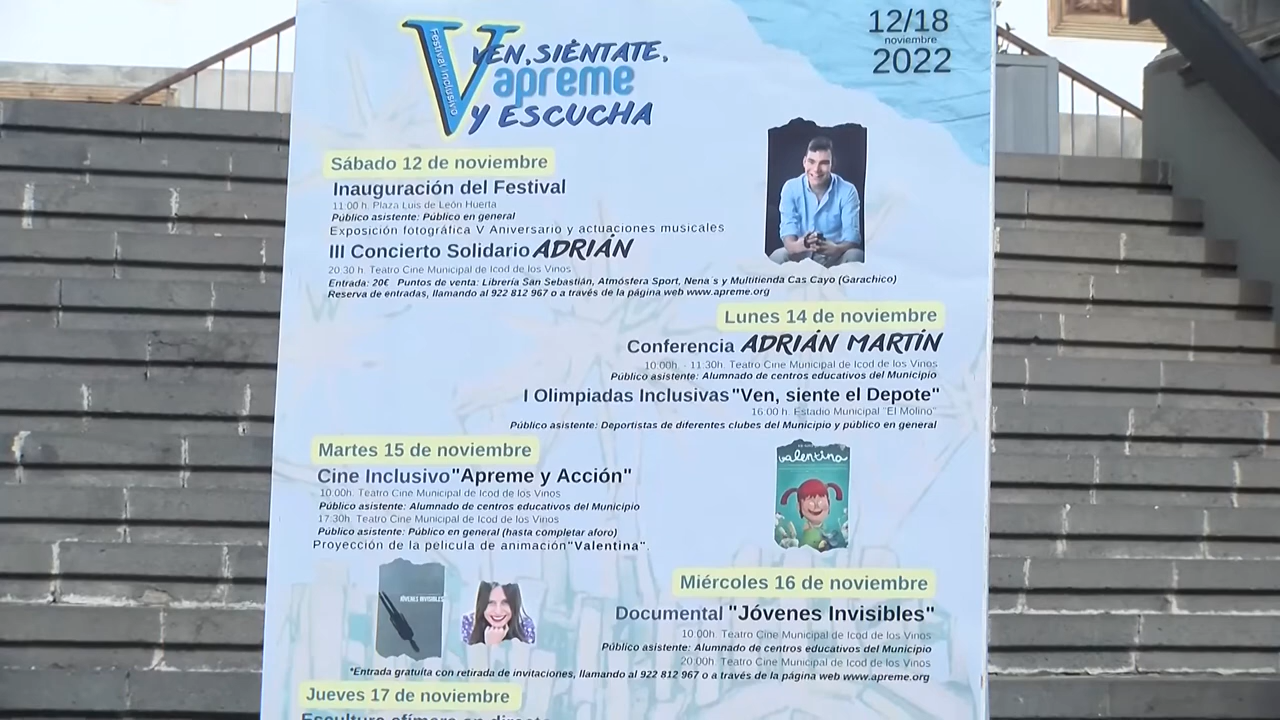 12/18
noviembre
2022
V
Festival Inclusivo
VEN, SIÉNTATE,
apreme
Y ESCUCHA
Sábado 12 de noviembre
Inauguración del Festival
11:00 h. Plaza Luis de León Huerta
Público asistente: Público en general
Exposición fotográfica V Aniversario y actuaciones musicales
III Concierto Solidario ADRIÁN
20:30 h. Teatro Cine Municipal de Icod de los Vinos
Entrada: 20€ Puntos de venta: Librería San Sebastián, Atmósfera Sport, Nena´s y Multitienda Cas Cayo (Garachico)
Reserva de entradas, llamando al 922 812 967 o a través de la página web www.apreme.org
Lunes 14 de noviembre
Conferencia ADRIÁN MARTÍN
10:00h. - 11:30h. Teatro Cine Municipal de Icod de los Vinos
Público asistente: Alumnado de centros educativos del Municipio
I Olimpiadas Inclusivas "Ven, siente el Depote"
16:00 h. Estadio Municipal "El Molino"
Público asistente: Deportistas de diferentes clubes del Municipio y público en general
Martes 15 de noviembre
Cine Inclusivo "Apreme y Acción"
10:00h. Teatro Cine Municipal de Icod de los Vinos
Público asistente: Alumnado de centros educativos del Municipio
17:30h. Teatro Cine Municipal de Icod de los Vinos
Público asistente: Público en general (hasta completar aforo)
Proyección de la pelicula de animación "Valentina".
valentina
JÓVENES INVISIBLES
Miércoles 16 de noviembre
Documental "Jóvenes Invisibles"
10:00h. Teatro Cine Municipal de Icod de los Vinos
Público asistente: Alumnado de centros educativos del Municipio
20:00h. Teatro Cine Municipal de Icod de los Vinos
*Entrada gratuita con retirada de invitaciones, llamando al 922 812 967 o a través de la página web www.apreme.org
Jueves 17 de noviembre
Escultura efímera en directo